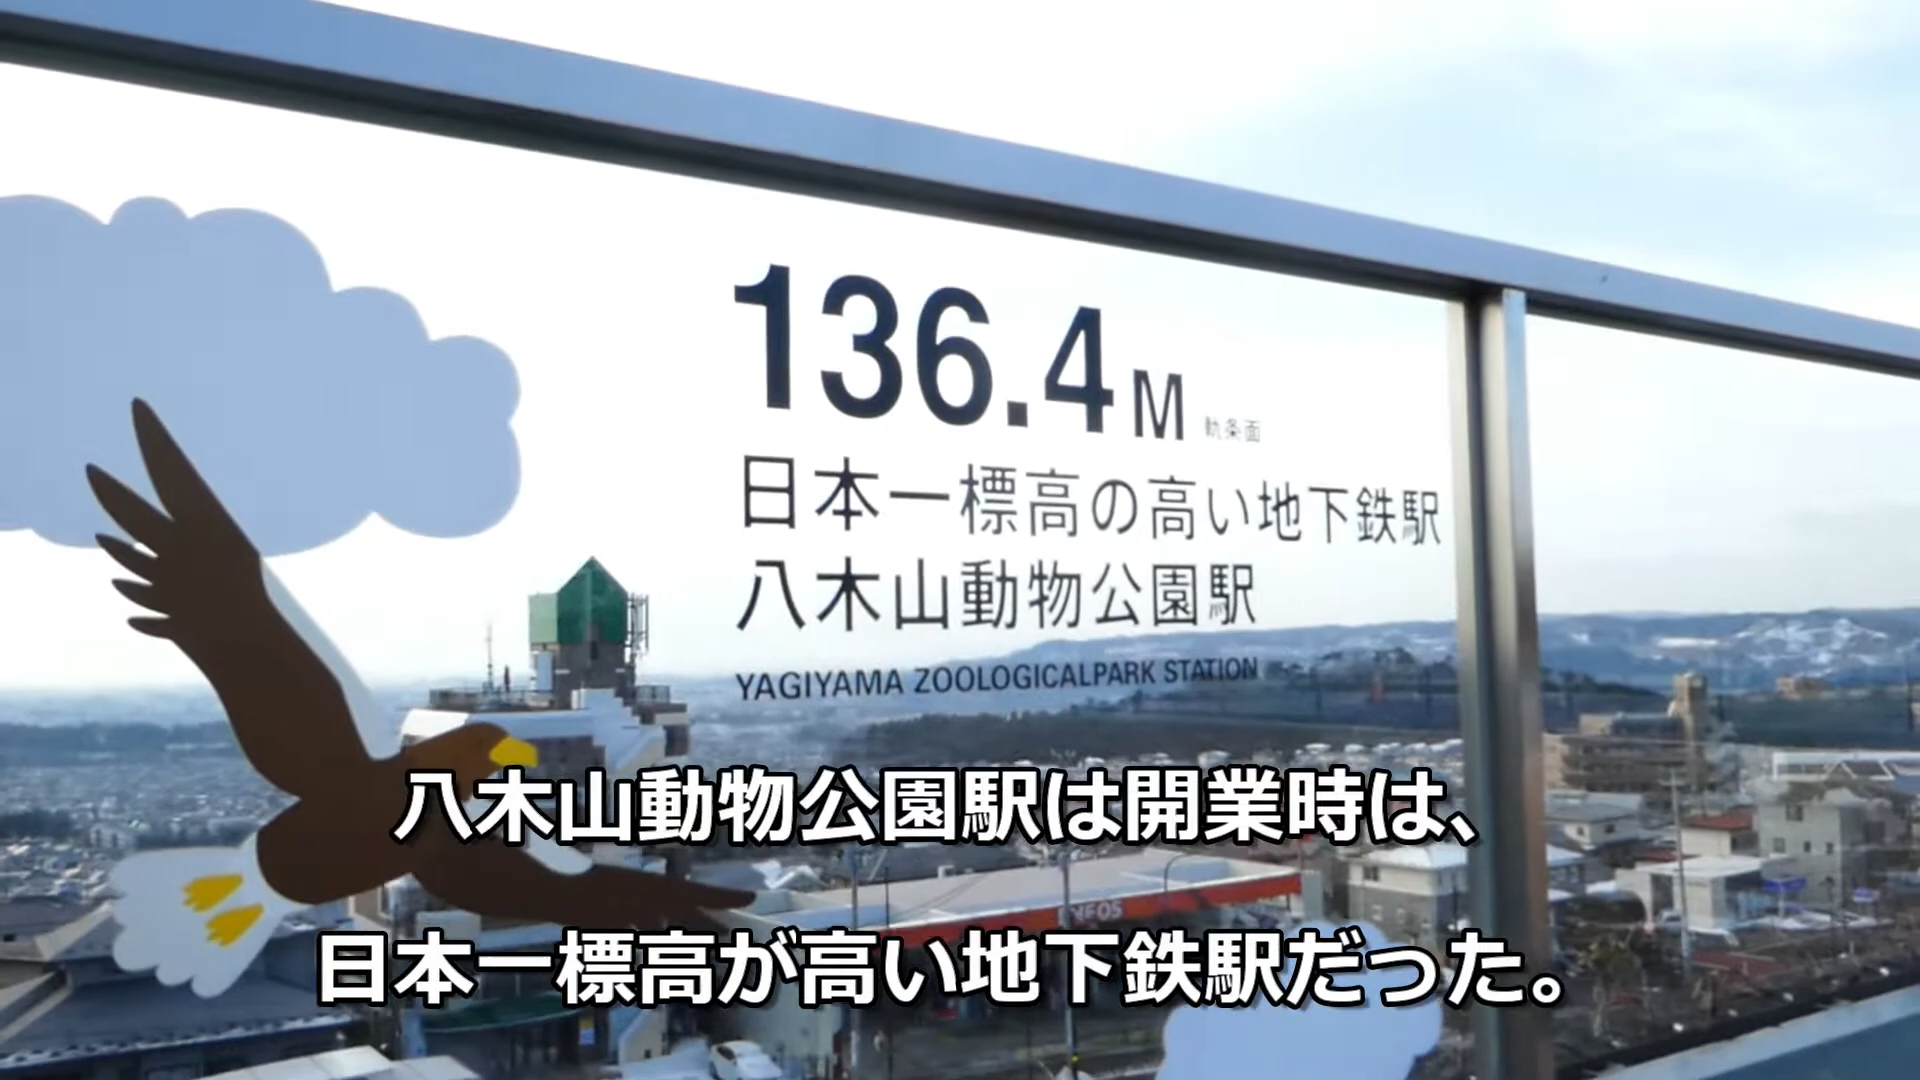 136.4M 軌条面
日本一標高の高い地下鉄駅
八木山動物公園駅
YAGIYAMA ZOOLOGICALPARK STATION
八木山動物公園駅は開業時は、
ENEOS
日本一標高が高い地下鉄駅だった。